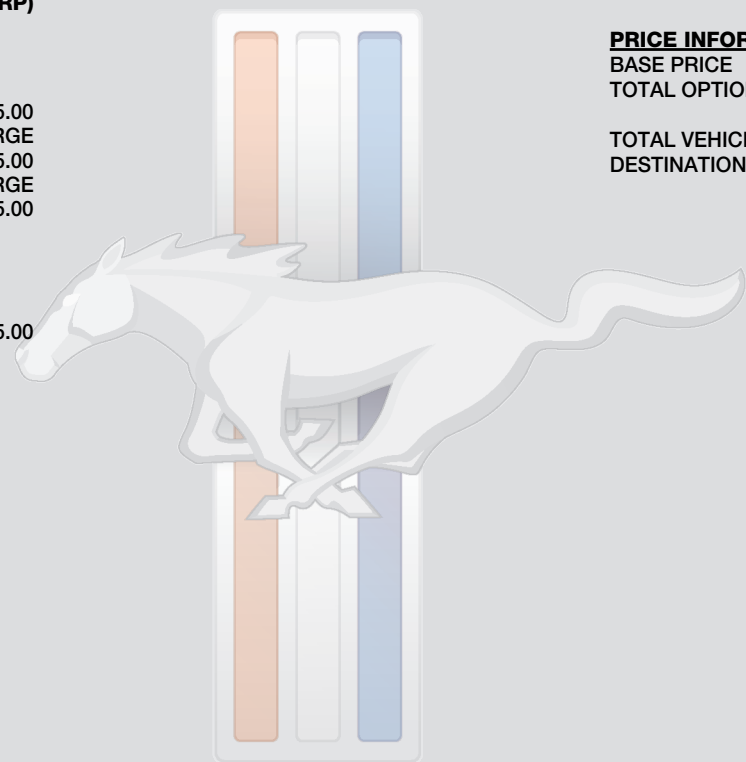 RP)
5.00
RGE
5.00
RGE
5.00
5.00
PRICE INFOR
BASE PRICE
TOTAL OPTIO
TOTAL VEHIC
DESTINATION